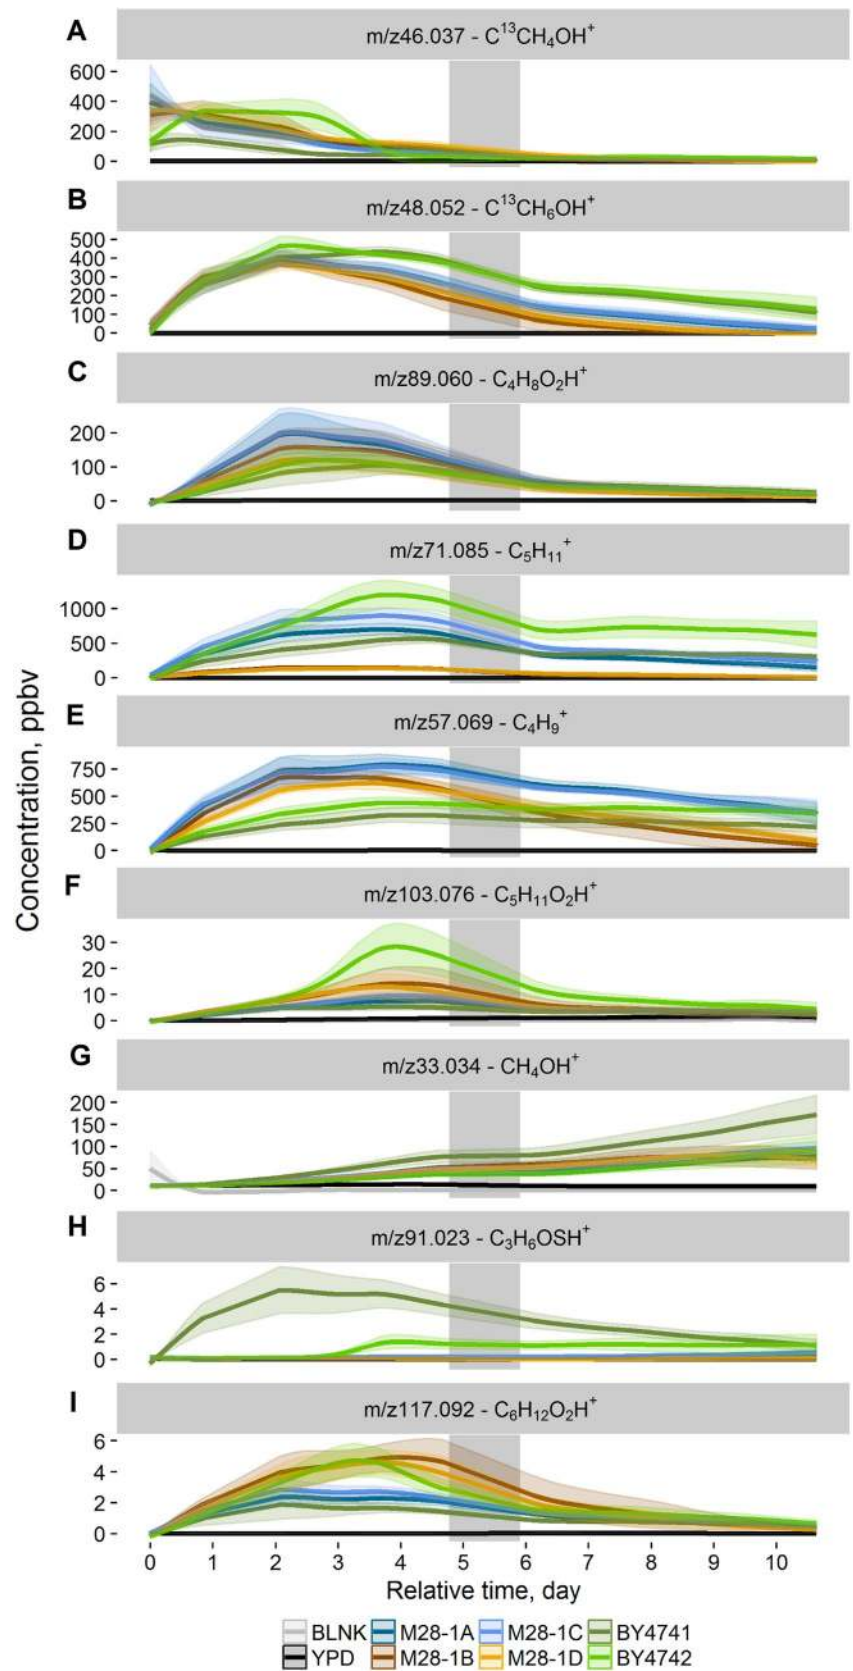 A
m/z46.037 - C¹³CH₄OH⁺
600
400
200
0
B
m/z48.052 - C¹³CH₆OH⁺
500
400
300
200
100
0
C
m/z89.060 - C₄H₈O₂H⁺
200
100
0
D
m/z71.085 - C₅H₁₁⁺
1000
500
0
E
m/z57.069 - C₄H₉⁺
750
500
250
0
F
m/z103.076 - C₅H₁₁O₂H⁺
30
20
10
0
G
m/z33.034 - CH₄OH⁺
200
150
100
50
0
H
m/z91.023 - C₃H₆OSH⁺
6
4
2
0
I
m/z117.092 - C₆H₁₂O₂H⁺
6
4
2
0
Concentration, ppbv
0 1 2 3 4 5 6 7 8 9 10
Relative time, day
BLNK M28-1A M28-1C BY4741
YPD M28-1B M28-1D BY4742